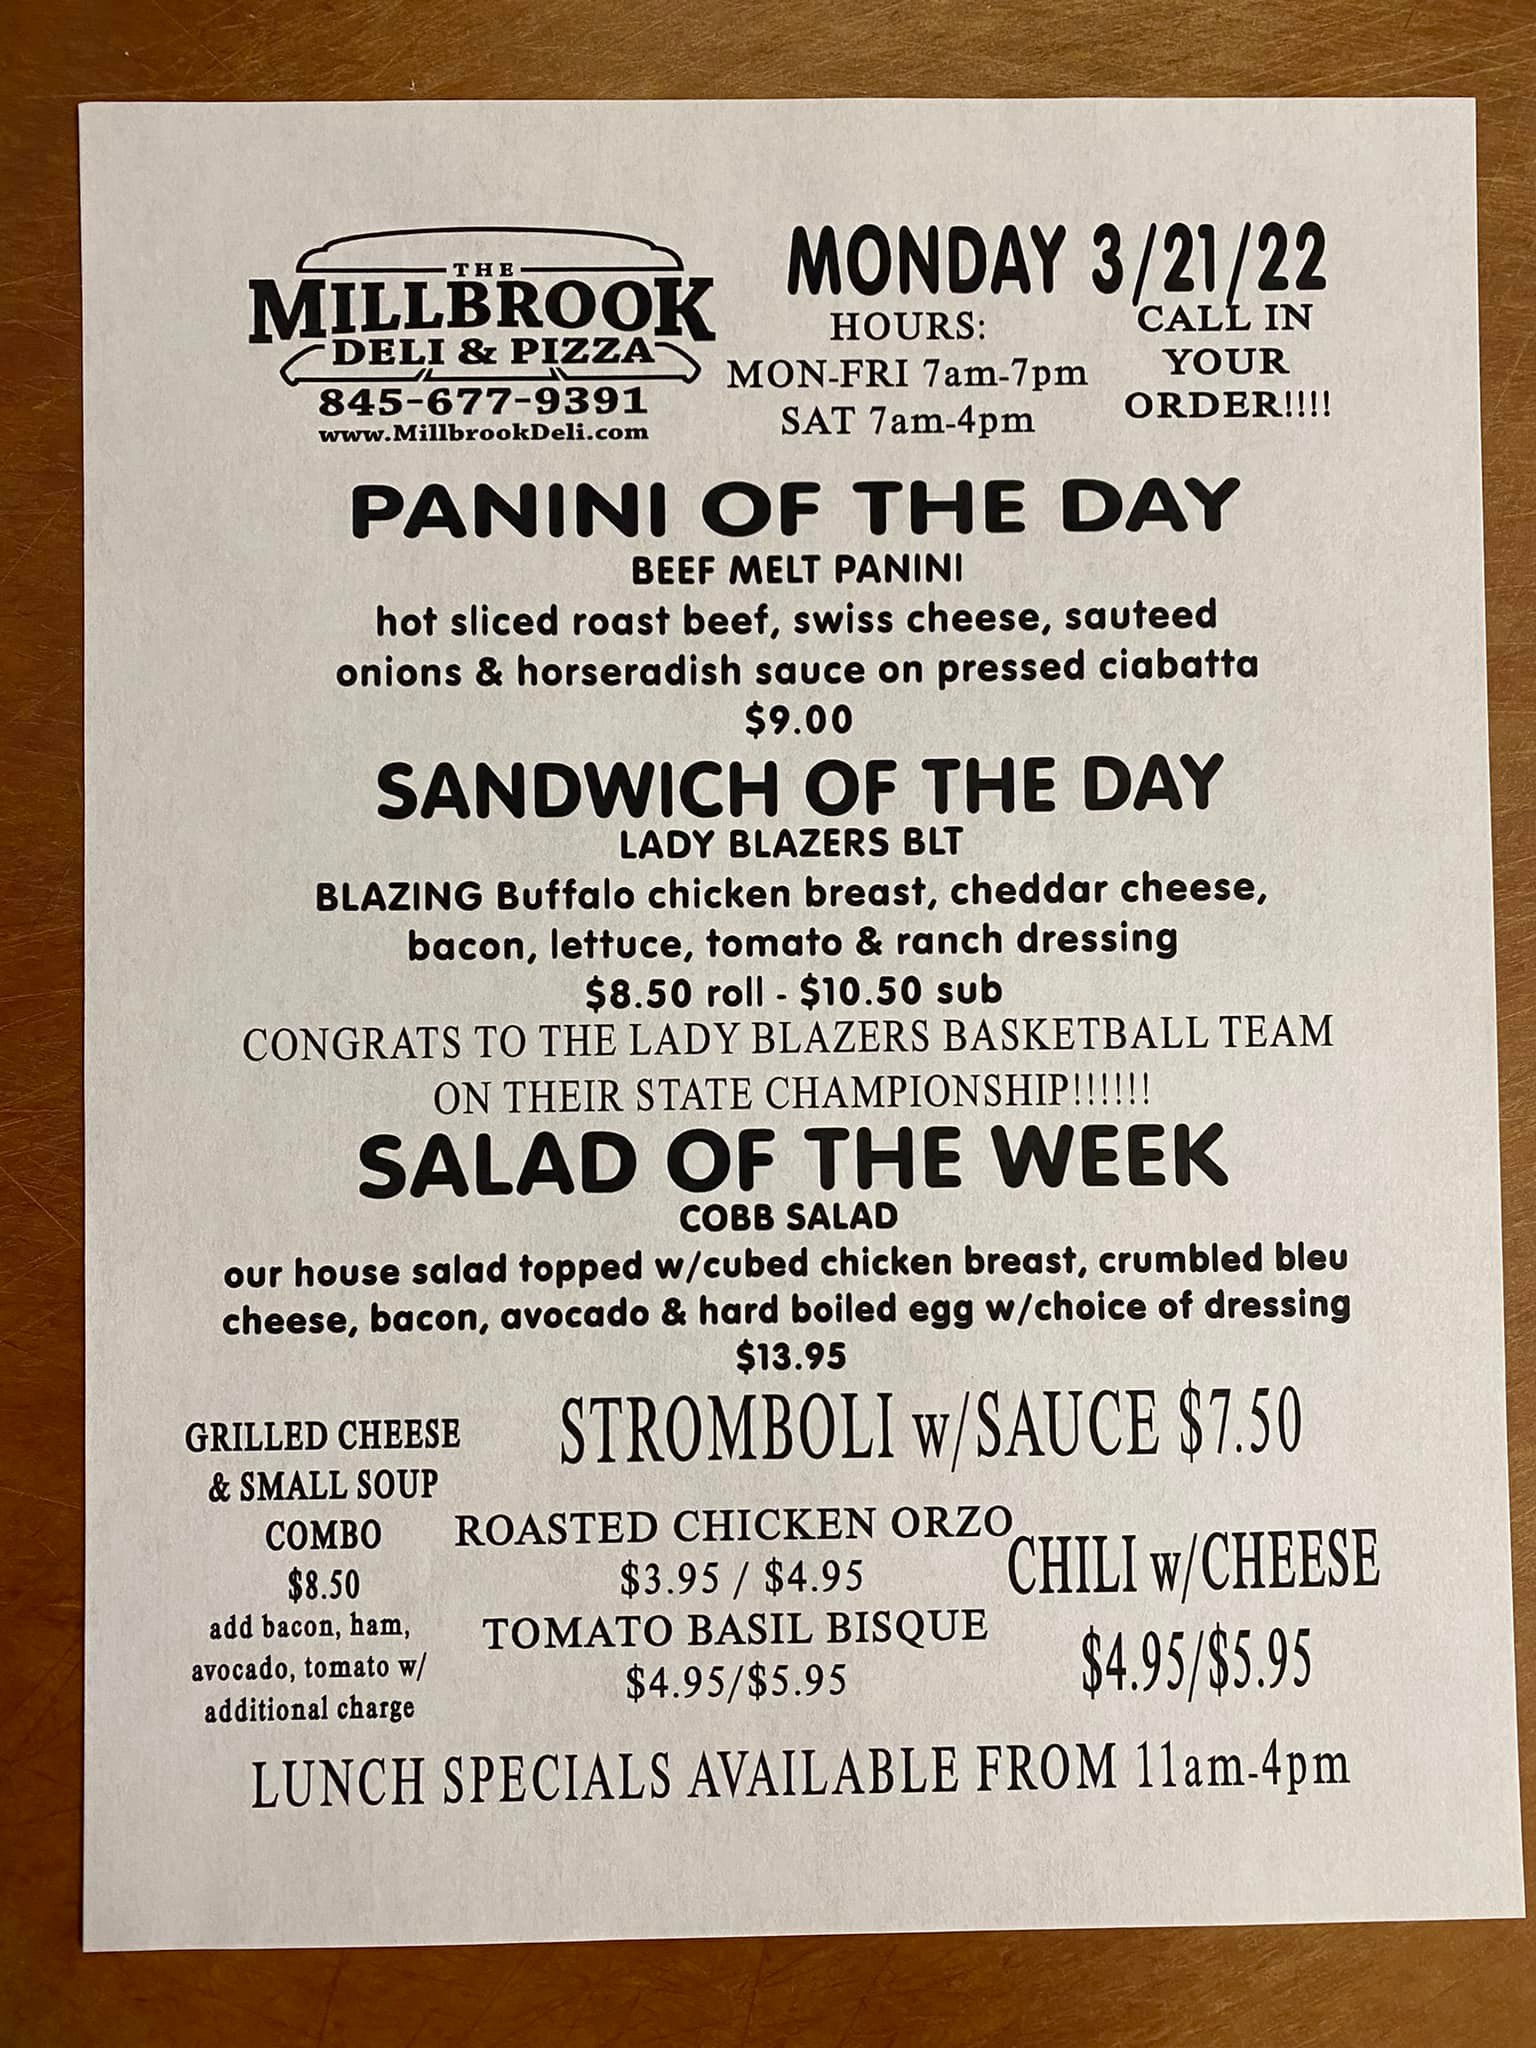 THE
MILLBROOK
DELI & PIZZA
845-677-9391
www.MillbrookDeli.com
MONDAY 3/21/22
HOURS:
MON-FRI 7am-7pm
SAT 7am-4pm
CALL IN
YOUR
ORDER!!!!
PANINI OF THE DAY
BEEF MELT PANINI
hot sliced roast beef, swiss cheese, sauteed
onions & horseradish sauce on pressed ciabatta
$9.00
SANDWICH OF THE DAY
LADY BLAZERS BLT
BLAZING Buffalo chicken breast, cheddar cheese,
bacon, lettuce, tomato & ranch dressing
$8.50 roll - $10.50 sub
CONGRATS TO THE LADY BLAZERS BASKETBALL TEAM
ON THEIR STATE CHAMPIONSHIP!!!!!!
SALAD OF THE WEEK
COBB SALAD
our house salad topped w/cubed chicken breast, crumbled bleu
cheese, bacon, avocado & hard boiled egg w/choice of dressing
$13.95
GRILLED CHEESE
& SMALL SOUP
COMBO
$8.50
add bacon, ham,
avocado, tomato w/
additional charge
STROMBOLI w/SAUCE $7.50
ROASTED CHICKEN ORZO
$3.95 / $4.95
TOMATO BASIL BISQUE
$4.95/$5.95
CHILI w/CHEESE
$4.95/$5.95
LUNCH SPECIALS AVAILABLE FROM 11am-4pm